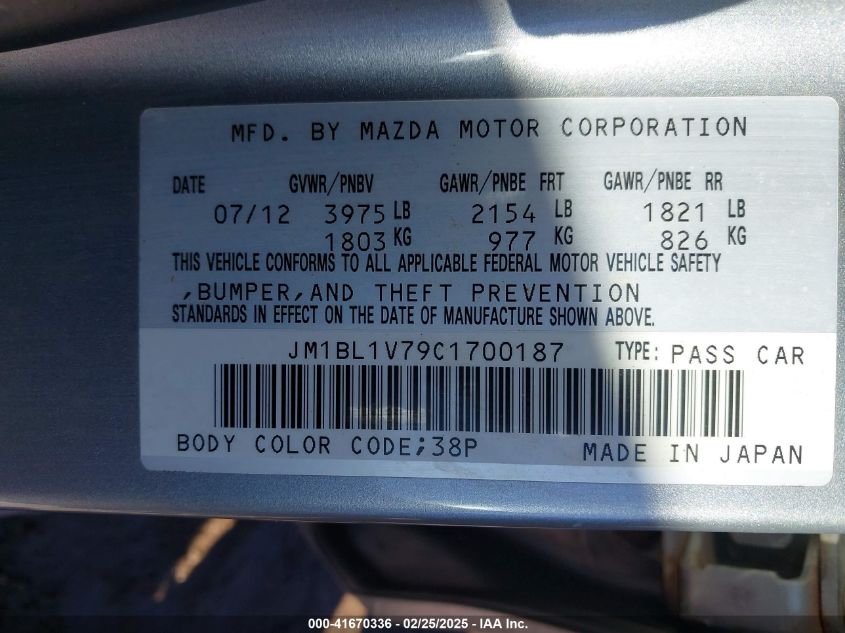 MFD. BY MAZDA MOTOR CORPORATION
DATE GVWR/PNBV GAWR/PNBE FRT GAWR/PNBE RR
07/12 3975 LB 2154 LB 1821 LB
1803 KG 977 KG 826 KG
THIS VEHICLE CONFORMS TO ALL APPLICABLE FEDERAL MOTOR VEHICLE SAFETY
,BUMPER,AND THEFT PREVENTION
STANDARDS IN EFFECT ON THE DATE OF MANUFACTURE SHOWN ABOVE.
JM1BL1V79C1700187 TYPE: PASS CAR
BODY COLOR CODE;38P MADE IN JAPAN
000-41670336 - 02/25/2025 - IAA Inc.